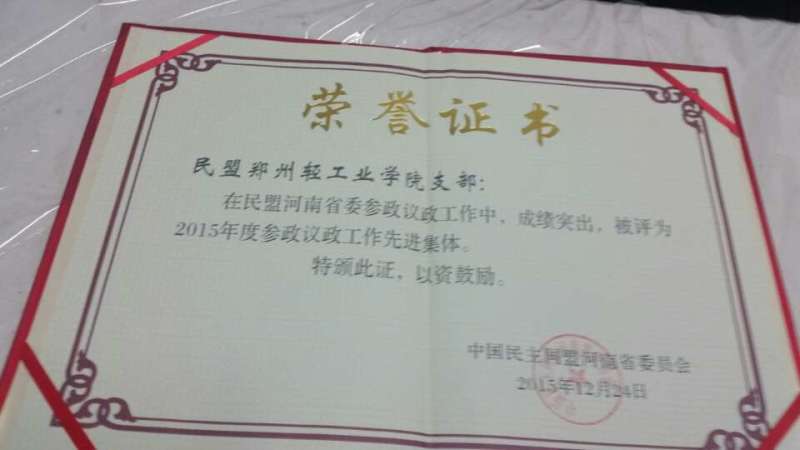 荣誉证书
民盟郑州轻工业学院支部：
在民盟河南省委参政议政工作中，成绩突出，被评为
2015年度参政议政工作先进集体。
特颁此证，以资鼓励。
中国民主同盟河南省委员会
2015年12月24日